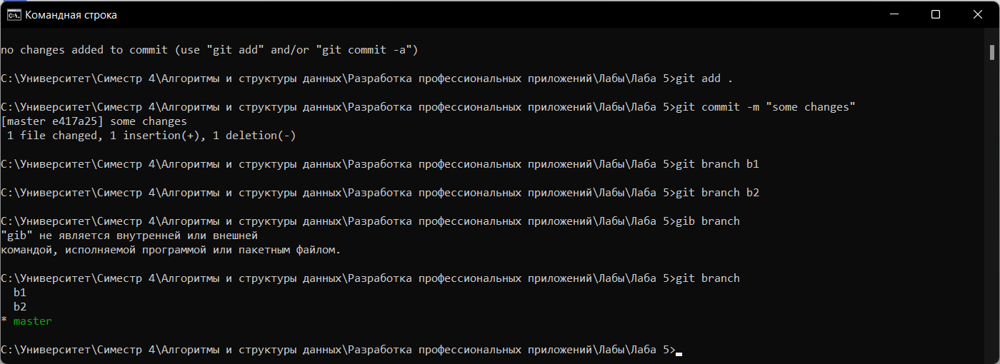 Командная строка
no changes added to commit (use "git add" and/or "git commit -a")
C:\Университет\Симестр 4\Алгоритмы и структуры данных\Разработка профессиональных приложений\Лабы\Лаба 5>git add .
C:\Университет\Симестр 4\Алгоритмы и структуры данных\Разработка профессиональных приложений\Лабы\Лаба 5>git commit -m "some changes"
[master e417a25] some changes
 1 file changed, 1 insertion(+), 1 deletion(-)
C:\Университет\Симестр 4\Алгоритмы и структуры данных\Разработка профессиональных приложений\Лабы\Лаба 5>git branch b1
C:\Университет\Симестр 4\Алгоритмы и структуры данных\Разработка профессиональных приложений\Лабы\Лаба 5>git branch b2
C:\Университет\Симестр 4\Алгоритмы и структуры данных\Разработка профессиональных приложений\Лабы\Лаба 5>gib branch
"gib" не является внутренней или внешней
командой, исполняемой программой или пакетным файлом.
C:\Университет\Симестр 4\Алгоритмы и структуры данных\Разработка профессиональных приложений\Лабы\Лаба 5>git branch
  b1
  b2
* master
C:\Университет\Симестр 4\Алгоритмы и структуры данных\Разработка профессиональных приложений\Лабы\Лаба 5>